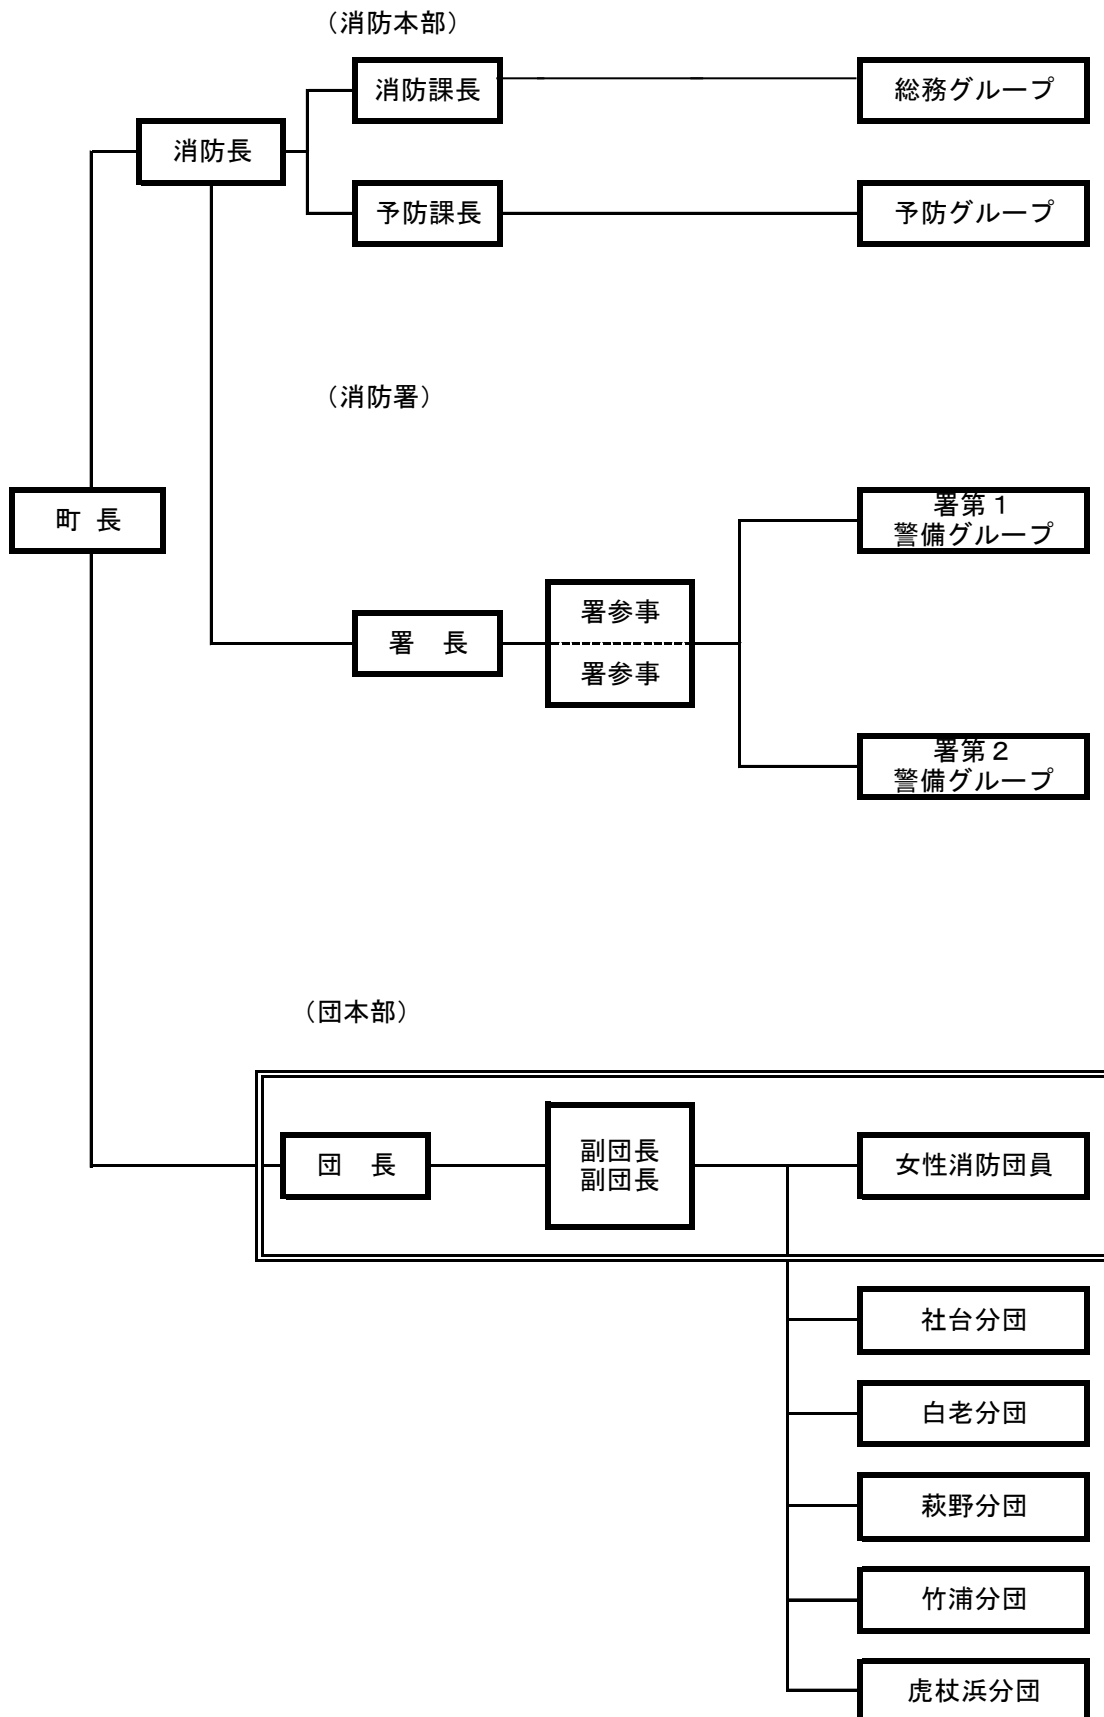 （消防本部）
消防課長
総務グループ
消防長
予防課長
予防グループ
（消防署）
町 長
署第１
警備グループ
署参事
署　長
署参事
署第２
警備グループ
（団本部）
団　長
副団長
副団長
女性消防団員
社台分団
白老分団
萩野分団
竹浦分団
虎杖浜分団